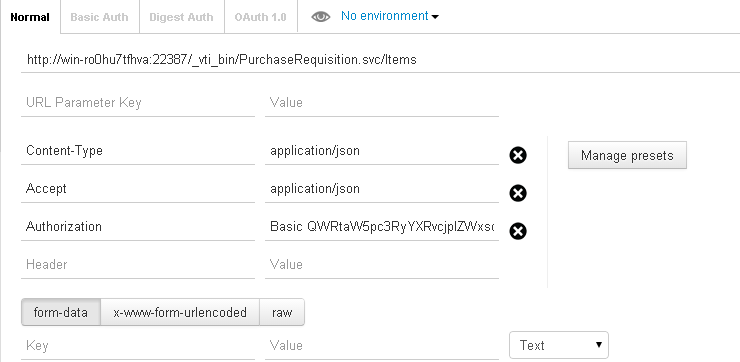 Normal Basic Auth Digest Auth OAuth 1.0 No environment
http://win-ro0hu7tfhva:22387/_vti_bin/PurchaseRequisition.svc/Items
URL Parameter Key Value
Content-Type application/json
Manage presets
Accept application/json
Authorization Basic
Header Value
form-data x-www-form-urlencoded raw
Key Value Text